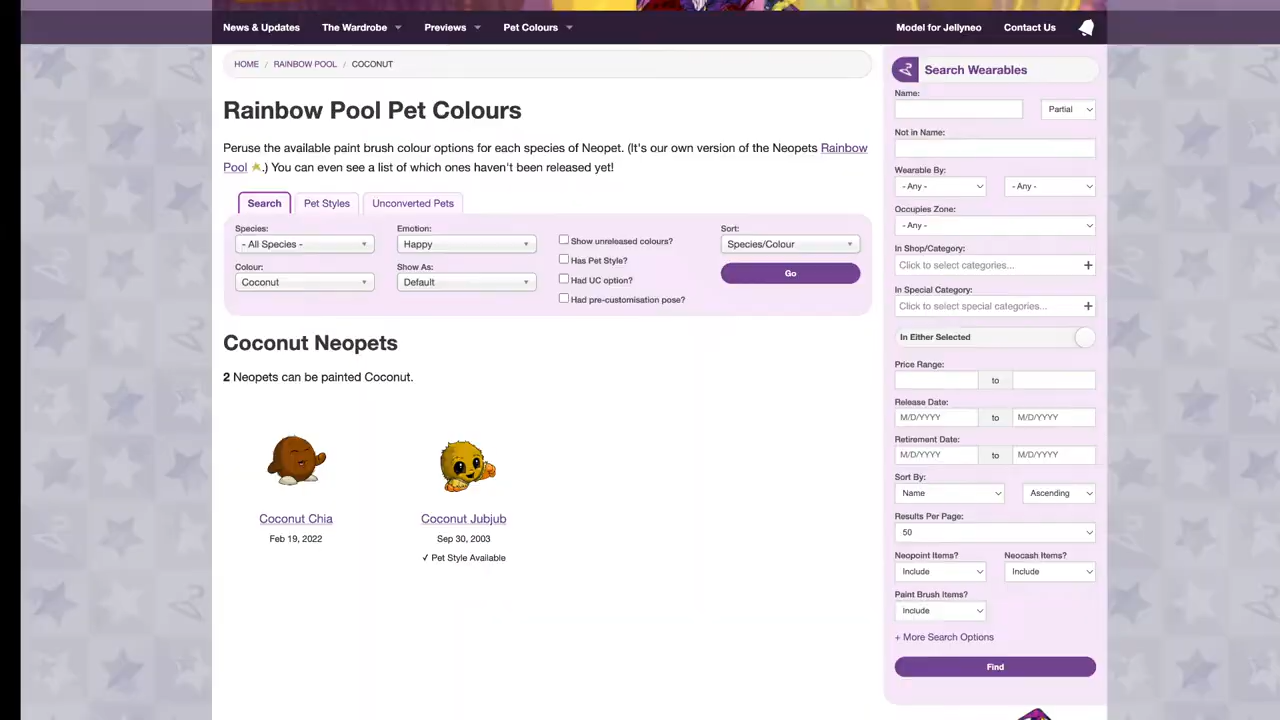 News & Updates
The Wardrobe
Previews
Pet Colours
Model for Jellyneo
Contact Us
HOME / RAINBOW POOL / COCONUT
Rainbow Pool Pet Colours
Peruse the available paint brush colour options for each species of Neopet. (It's our own version of the Neopets Rainbow
Pool .) You can even see a list of which ones haven't been released yet!
Search
Pet Styles
Unconverted Pets
Species:
- All Species -
Emotion:
Happy
Colour:
Coconut
Show As:
Default
Show unreleased colours?
Has Pet Style?
Had UC option?
Had pre-customisation pose?
Sort:
Species/Colour
Go
Coconut Neopets
2 Neopets can be painted Coconut.
Coconut Chia
Feb 19, 2022
Coconut Jubjub
Sep 30, 2003
✓ Pet Style Available
Search Wearables
Name:
Partial
Not in Name:
Wearable By:
- Any -
- Any -
Occupies Zone:
- Any -
In Shop/Category:
Click to select categories... +
In Special Category:
Click to select special categories... +
In Either Selected
Price Range:
to
Release Date:
M/D/YYYY to M/D/YYYY
Retirement Date:
M/D/YYYY to M/D/YYYY
Sort By:
Name
Ascending
Results Per Page:
50
Neopoint Items?
Include
Neocash Items?
Include
Paint Brush Items?
Include
+ More Search Options
Find